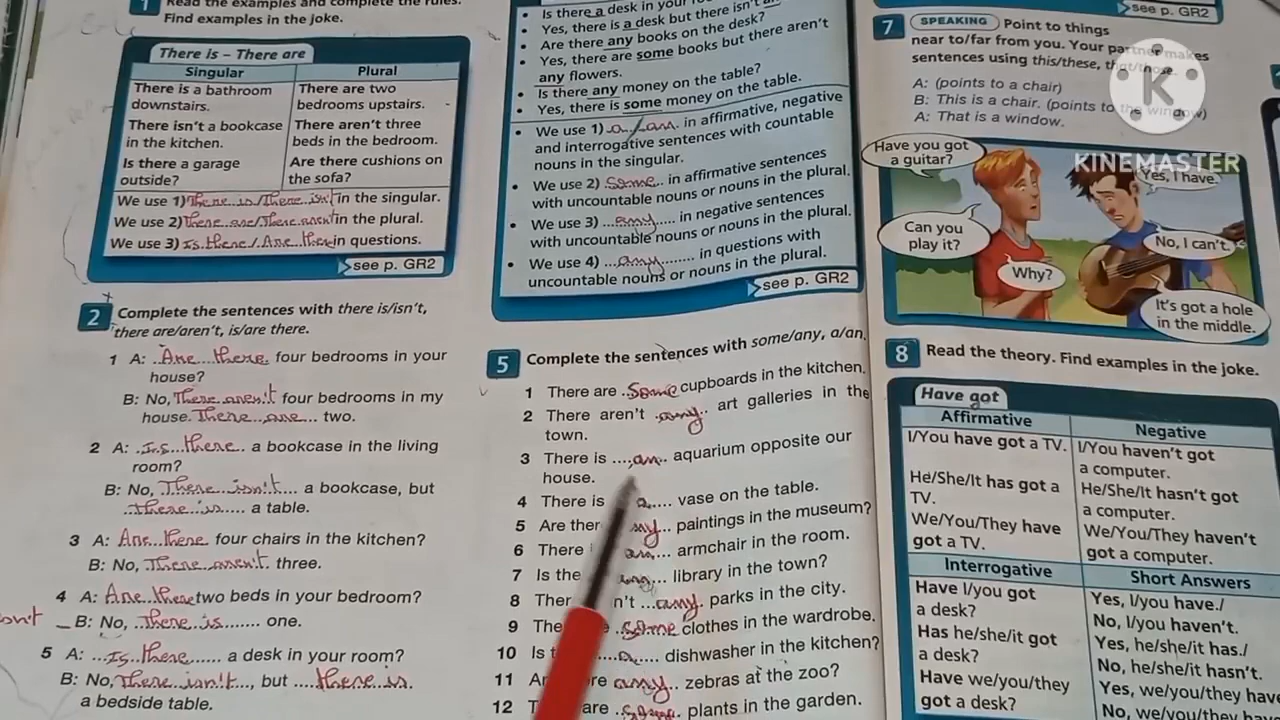 1 Read the examples and complete the rules.
Find examples in the joke.
There is – There are
Singular
Plural
There is a bathroom
downstairs.
There are two
bedrooms upstairs.
There isn't a bookcase
in the kitchen.
There aren't three
beds in the bedroom.
Is there a garage
outside?
Are there cushions on
the sofa?
We use 1) There is/There isn't in the singular.
We use 2) There are/There aren't in the plural.
We use 3) Is there/Are there in questions.
see p. GR2
2 Complete the sentences with there is/isn't,
there are/aren't, is/are there.
1 A: Are there four bedrooms in your
house?
B: No, There aren't four bedrooms in my
house. There are two.
2 A: Is there a bookcase in the living
room?
B: No, There isn't a bookcase, but
there is a table.
3 A: Are there four chairs in the kitchen?
B: No, There aren't three.
4 A: Are there two beds in your bedroom?
B: No, there is one.
5 A: Is there a desk in your room?
B: No, There isn't, but there is
a bedside table.
• Is there a desk in your
• Yes, there is a desk but there isn't
• Are there any books on the desk?
• Yes, there are some books but there aren't
any flowers.
• Is there any money on the table?
• Yes, there is some money on the table.
• We use 1) a/an in affirmative, negative
and interrogative sentences with countable
nouns in the singular.
• We use 2) some in affirmative sentences
with uncountable nouns or nouns in the plural.
• We use 3) any in negative sentences
with uncountable nouns or nouns in the plural.
• We use 4) any in questions with
uncountable nouns or nouns in the plural.
see p. GR2
5 Complete the sentences with some/any, a/an.
1 There are some cupboards in the kitchen.
2 There aren't any art galleries in the
town.
3 There is an aquarium opposite our
house.
4 There is a vase on the table.
5 Are ther ny paintings in the museum?
6 There an armchair in the room.
7 Is the library in the town?
8 Ther n't any parks in the city.
9 The some clothes in the wardrobe.
10 Is t a dishwasher in the kitchen?
11 A re any zebras at the zoo?
12 T are some plants in the garden.
see p. GR2
7 SPEAKING Point to things
near to/far from you. Your partner makes
sentences using this/these, that/those.
A: (points to a chair)
B: This is a chair. (points to the window)
A: That is a window.
K
KINEMASTER
Have you got
a guitar?
Yes, I have.
Can you
play it?
No, I can't.
Why?
It's got a hole
in the middle.
8 Read the theory. Find examples in the joke.
Have got
Affirmative
Negative
I/You have got a TV.
I/You haven't got
a computer.
He/She/It has got a
TV.
He/She/It hasn't got
a computer.
We/You/They have
got a TV.
We/You/They haven't
got a computer.
Interrogative
Short Answers
Have I/you got
a desk?
Yes, I/you have./
No, I/you haven't.
Has he/she/it got
a desk?
Yes, he/she/it has./
No, he/she/it hasn't.
Have we/you/they
got a desk?
Yes, we/you/they have
No, we/you/they